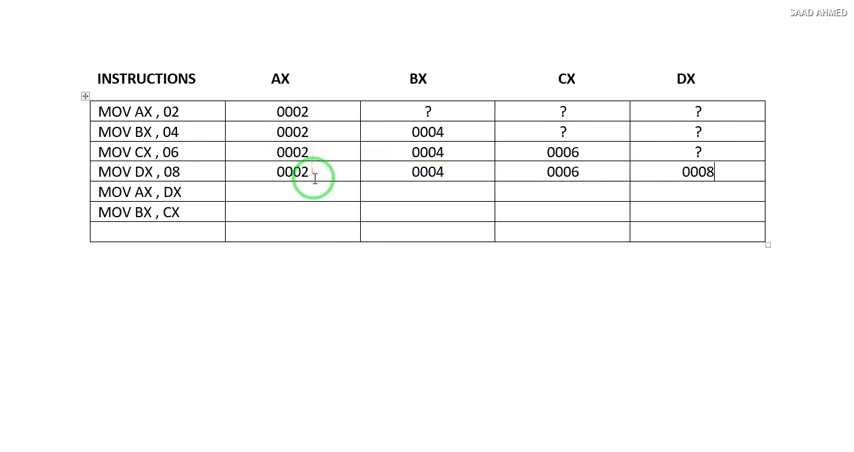 SAAD AHMED
INSTRUCTIONS AX BX CX DX
MOV AX , 02 0002 ? ? ?
MOV BX , 04 0002 0004 ? ?
MOV CX , 06 0002 0004 0006 ?
MOV DX , 08 0002 0004 0006 0008
MOV AX , DX
MOV BX , CX